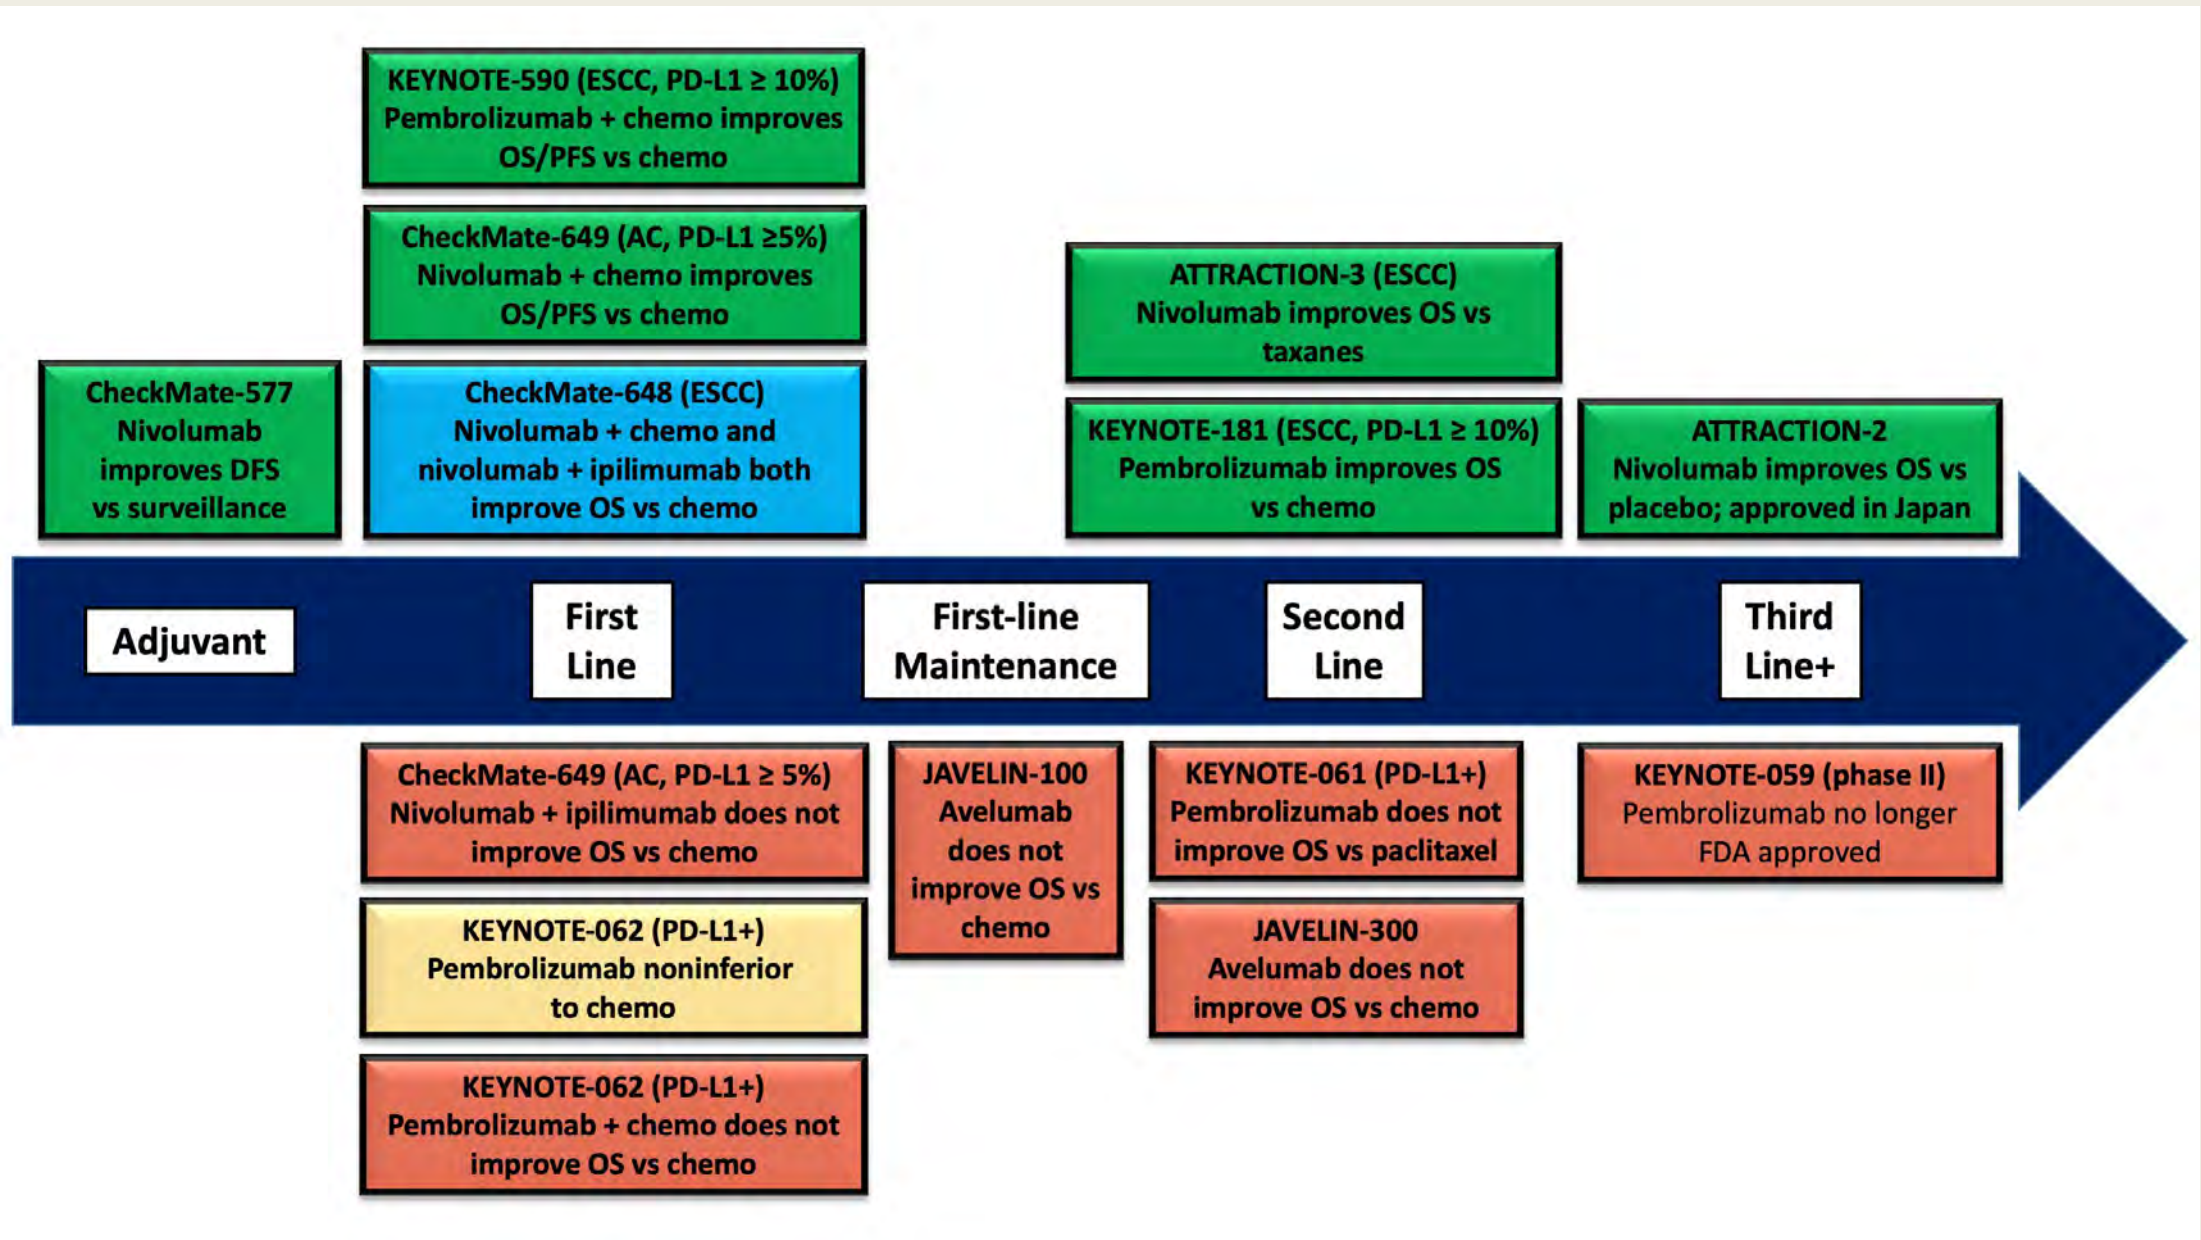 KEYNOTE-590 (ESCC, PD-L1 ≥ 10%)
Pembrolizumab + chemo improves
OS/PFS vs chemo
CheckMate-649 (AC, PD-L1 ≥5%)
Nivolumab + chemo improves
OS/PFS vs chemo
CheckMate-577
Nivolumab
improves DFS
vs surveillance
CheckMate-648 (ESCC)
Nivolumab + chemo and
nivolumab + ipilimumab both
improve OS vs chemo
ATTRACTION-3 (ESCC)
Nivolumab improves OS vs
taxanes
KEYNOTE-181 (ESCC, PD-L1 ≥ 10%)
Pembrolizumab improves OS
vs chemo
ATTRACTION-2
Nivolumab improves OS vs
placebo; approved in Japan
Adjuvant
First
Line
First-line
Maintenance
Second
Line
Third
Line+
CheckMate-649 (AC, PD-L1 ≥ 5%)
Nivolumab + ipilimumab does not
improve OS vs chemo
KEYNOTE-062 (PD-L1+)
Pembrolizumab noninferior
to chemo
KEYNOTE-062 (PD-L1+)
Pembrolizumab + chemo does not
improve OS vs chemo
JAVELIN-100
Avelumab
does not
improve OS vs
chemo
KEYNOTE-061 (PD-L1+)
Pembrolizumab does not
improve OS vs paclitaxel
JAVELIN-300
Avelumab does not
improve OS vs chemo
KEYNOTE-059 (phase II)
Pembrolizumab no longer
FDA approved